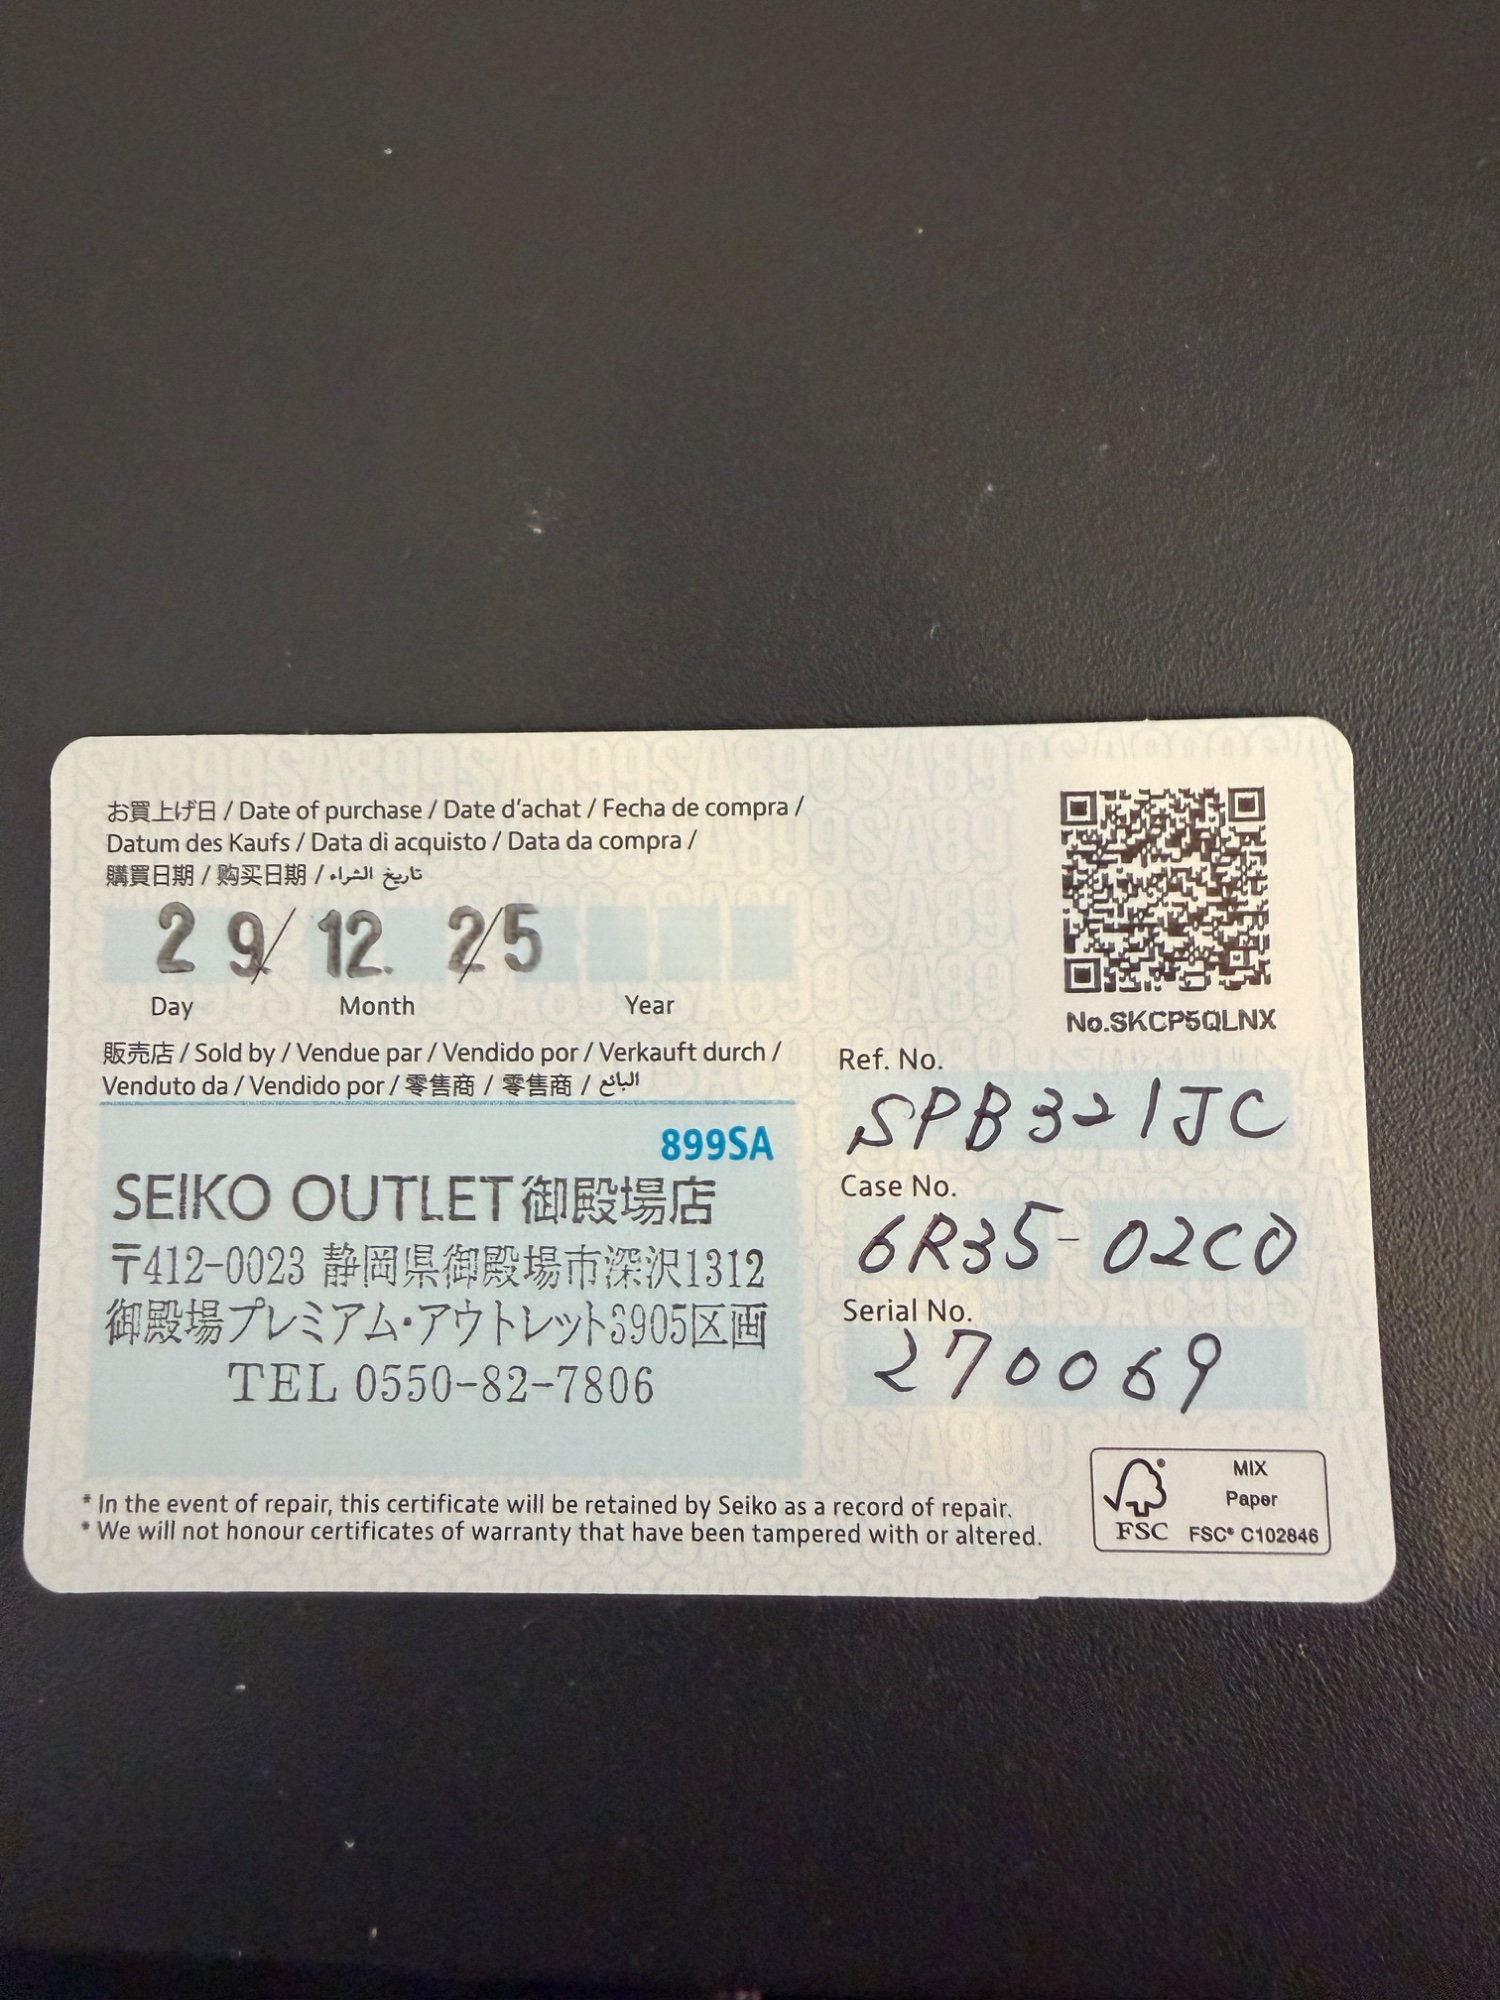 お買上げ日 / Date of purchase / Date d'achat / Fecha de compra /
Datum des Kaufs / Data di acquisto / Data da compra /
購買日期 / 购买日期 / تاريخ الشراء
29/ 12. 2/5
Day Month Year
販売店 / Sold by / Vendue par / Vendido por / Verkauft durch /
Venduto da / Vendido por / 零售商 / 零售商 / البائع
899SA
SEIKO OUTLET 御殿場店
〒412-0023 静岡県御殿場市深沢1312
御殿場プレミアム・アウトレット3905区画
TEL 0550-82-7806
No.SKCP5QLNX
Ref. No.
SPB321JC
Case No.
6R35-02C0
Serial No.
270069
* In the event of repair, this certificate will be retained by Seiko as a record of repair.
* We will not honour certificates of warranty that have been tampered with or altered.
FSC
MIX
Paper
FSC® C102846